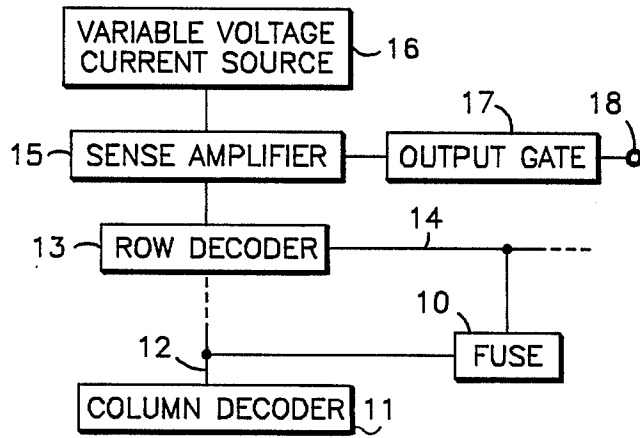 VARIABLE VOLTAGE
CURRENT SOURCE
16
17
18
15
SENSE AMPLIFIER
OUTPUT GATE
13
ROW DECODER
14
10
12
FUSE
COLUMN DECODER
11